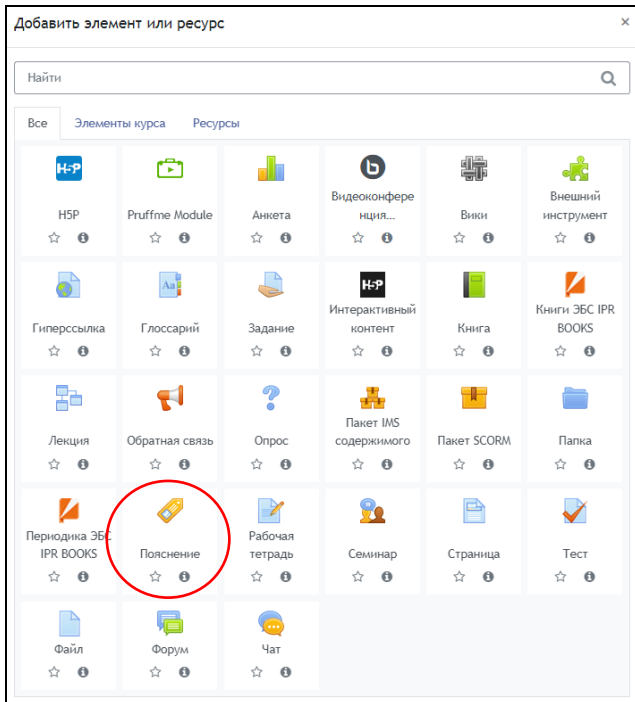 Добавить элемент или ресурс
×
Найти
Все Элементы курса Ресурсы
H5P
Pruffme Module
Анкета
Видеоконфере
нция...
Вики
Внешний
инструмент
Гиперссылка
Глоссарий
Задание
Интерактивный
контент
Книга
Книги ЭБС IPR
BOOKS
Лекция
Обратная связь
Опрос
Пакет IMS
содержимого
Пакет SCORM
Папка
Периодика ЭБС
IPR BOOKS
Пояснение
Рабочая
тетрадь
Семинар
Страница
Тест
Файл
Форум
Чат